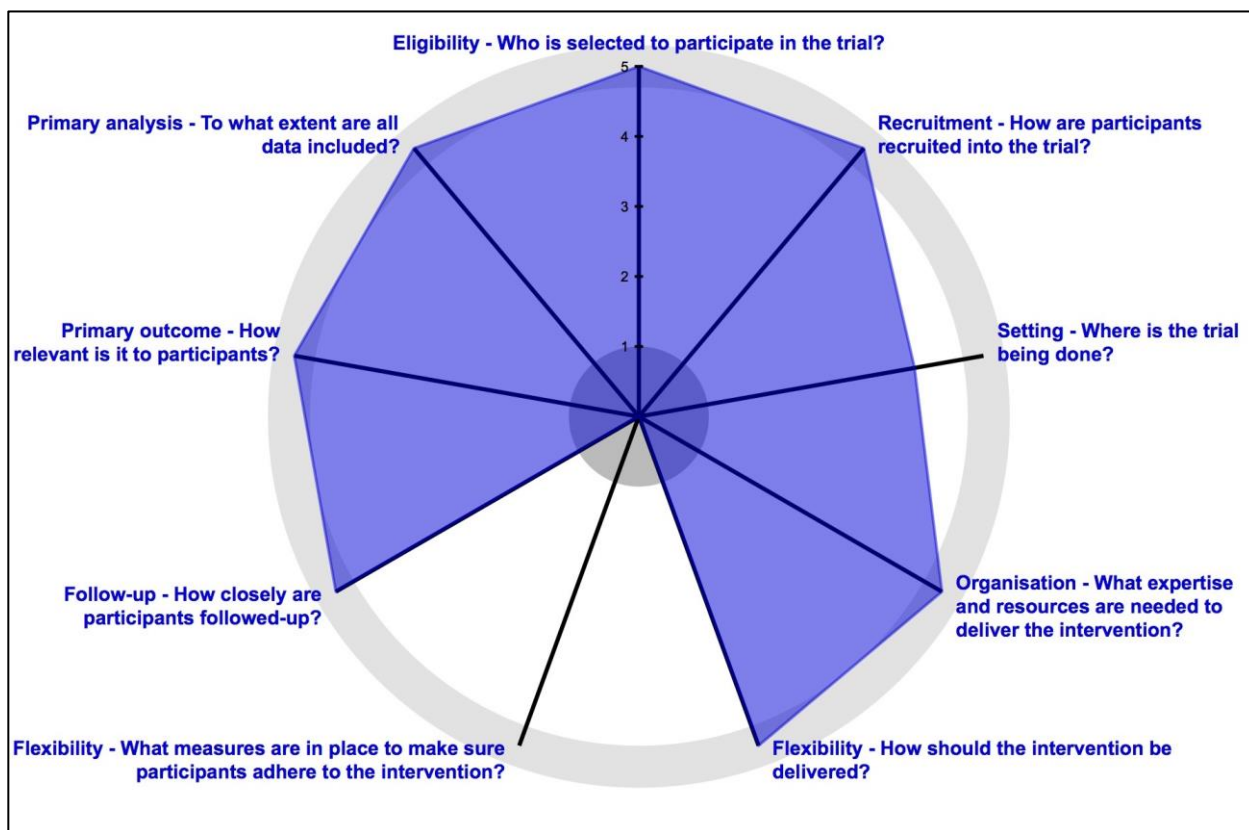 Eligibility - Who is selected to participate in the trial?
5
Primary analysis - To what extent are all
data included?
Recruitment - How are participants
recruited into the trial?
4
3
2
Primary outcome - How
relevant is it to participants?
Setting - Where is the trial
being done?
1
Follow-up - How closely are
participants followed-up?
Organisation - What expertise
and resources are needed to
deliver the intervention?
Flexibility - What measures are in place to make sure
participants adhere to the intervention?
Flexibility - How should the intervention be
delivered?